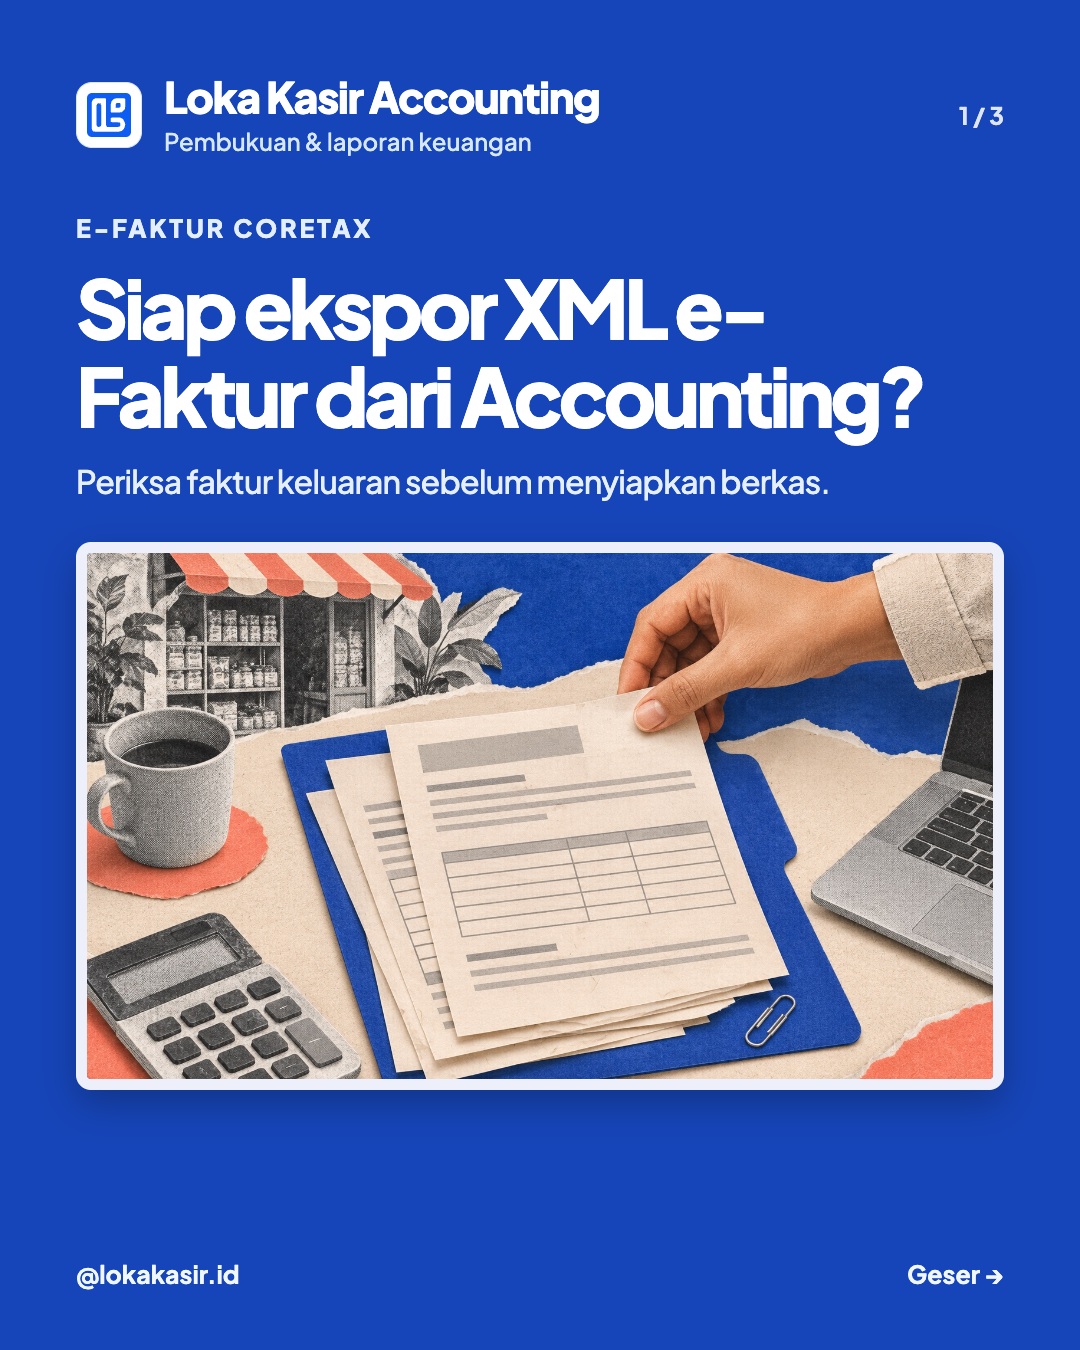 Loka Kasir Accounting
Pembukuan & laporan keuangan
1 / 3
E-FAKTUR CORETAX
Siap ekspor XML e-
Faktur dari Accounting?
Periksa faktur keluaran sebelum menyiapkan berkas.
@lokakasir.id
Geser →